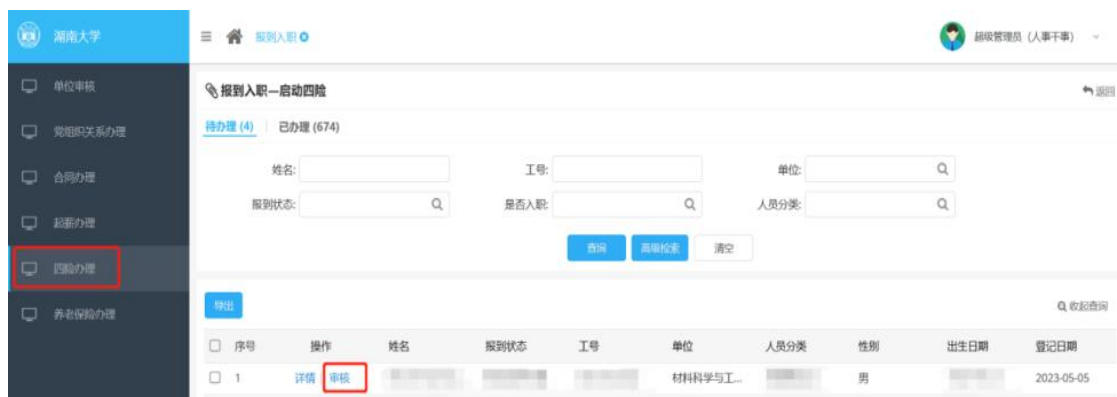 湖南大学
报到入职
超级管理员（人事干事）
单位审核
党组织关系办理
合同办理
起薪办理
四险办理
养老保险办理
报到入职—启动四险
返回
待办理 (4) 已办理 (674)
姓名: 工号: 单位:
报到状态: 是否入职: 人员分类:
查询 高级检索 清空
导出 收起查询
序号 操作 姓名 报到状态 工号 单位 人员分类 性别 出生日期 登记日期
1 详情 审核 材料科学与工... 男 2023-05-05